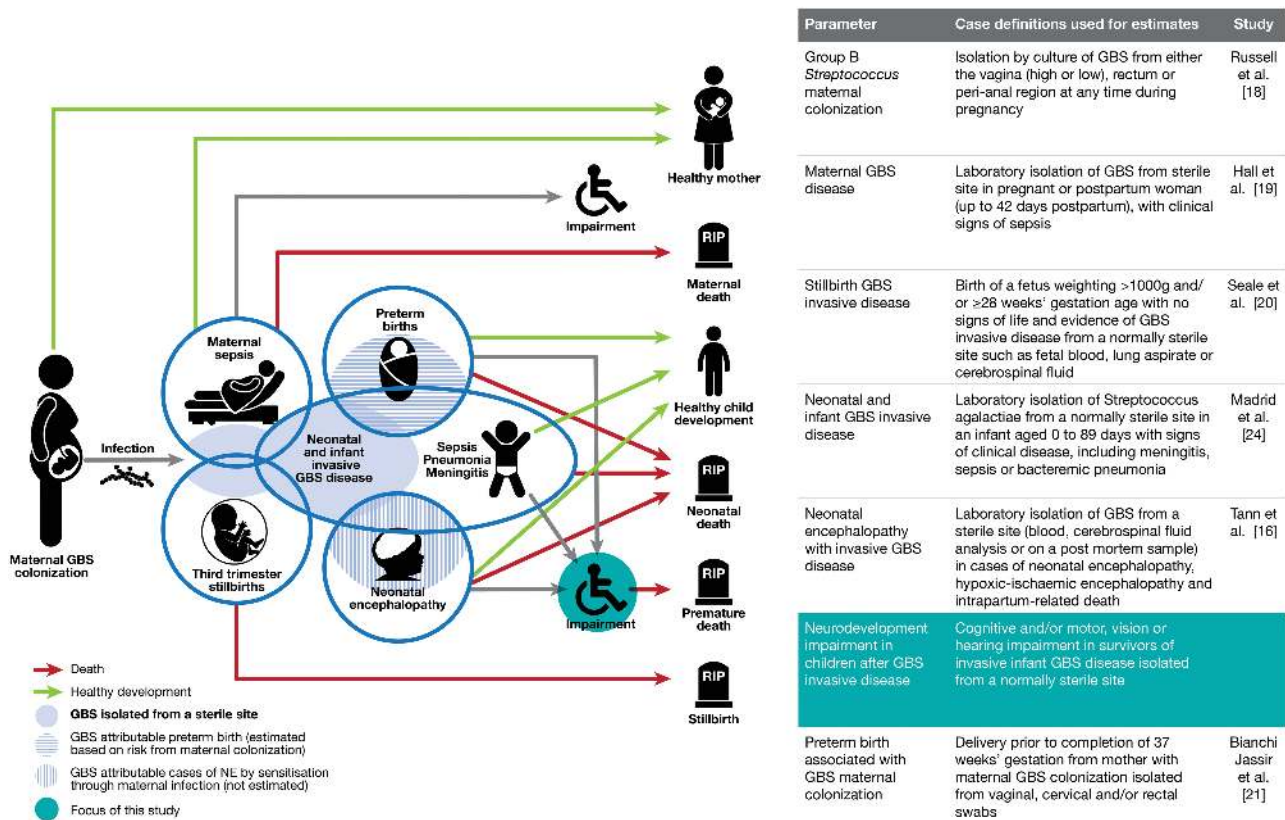 Healthy mother
Impairment
RIP
Maternal
death
Maternal
sepsis
Preterm
births
Healthy child
development
Infection
Neonatal
and infant
invasive
GBS disease
Sepsis
Pneumonia
Meningitis
RIP
Neonatal
death
Maternal GBS
colonization
Third trimester
stillbirths
Neonatal
encephalopathy
Impairment
RIP
Premature
death
RIP
Stillbirth
Death
Healthy development
GBS isolated from a sterile site
GBS attributable preterm birth (estimated
based on risk from maternal colonization)
GBS attributable cases of NE by sensitisation
through maternal infection (not estimated)
Focus of this study
Parameter Case definitions used for estimates Study
Group B
Streptococcus
maternal
colonization
Isolation by culture of GBS from either
the vagina (high or low), rectum or
peri-anal region at any time during
pregnancy
Russell
et al.
[18]
Maternal GBS
disease
Laboratory isolation of GBS from sterile
site in pregnant or postpartum woman
(up to 42 days postpartum), with clinical
signs of sepsis
Hall et
al. [19]
Stillbirth GBS
invasive disease
Birth of a fetus weighting >1000g and/
or ≥28 weeks' gestation age with no
signs of life and evidence of GBS
invasive disease from a normally sterile
site such as fetal blood, lung aspirate or
cerebrospinal fluid
Seale et
al. [20]
Neonatal and
infant GBS invasive
disease
Laboratory isolation of Streptococcus
agalactiae from a normally sterile site in
an infant aged 0 to 89 days with signs
of clinical disease, including meningitis,
sepsis or bacteremic pneumonia
Madrid
et al.
[24]
Neonatal
encephalopathy
with invasive GBS
disease
Laboratory isolation of GBS from a
sterile site (blood, cerebrospinal fluid
analysis or on a post mortem sample)
in cases of neonatal encephalopathy,
hypoxic-ischaemic encephalopathy and
intrapartum-related death
Tann et
al. [16]
Neurodevelopment
impairment in
children after GBS
invasive disease
Cognitive and/or motor, vision or
hearing impairment in survivors of
invasive infant GBS disease isolated
from a normally sterile site
Preterm birth
associated with
GBS maternal
colonization
Delivery prior to completion of 37
weeks' gestation from mother with
maternal GBS colonization isolated
from vaginal, cervical and/or rectal
swabs
Bianchi
Jassir
et al.
[21]